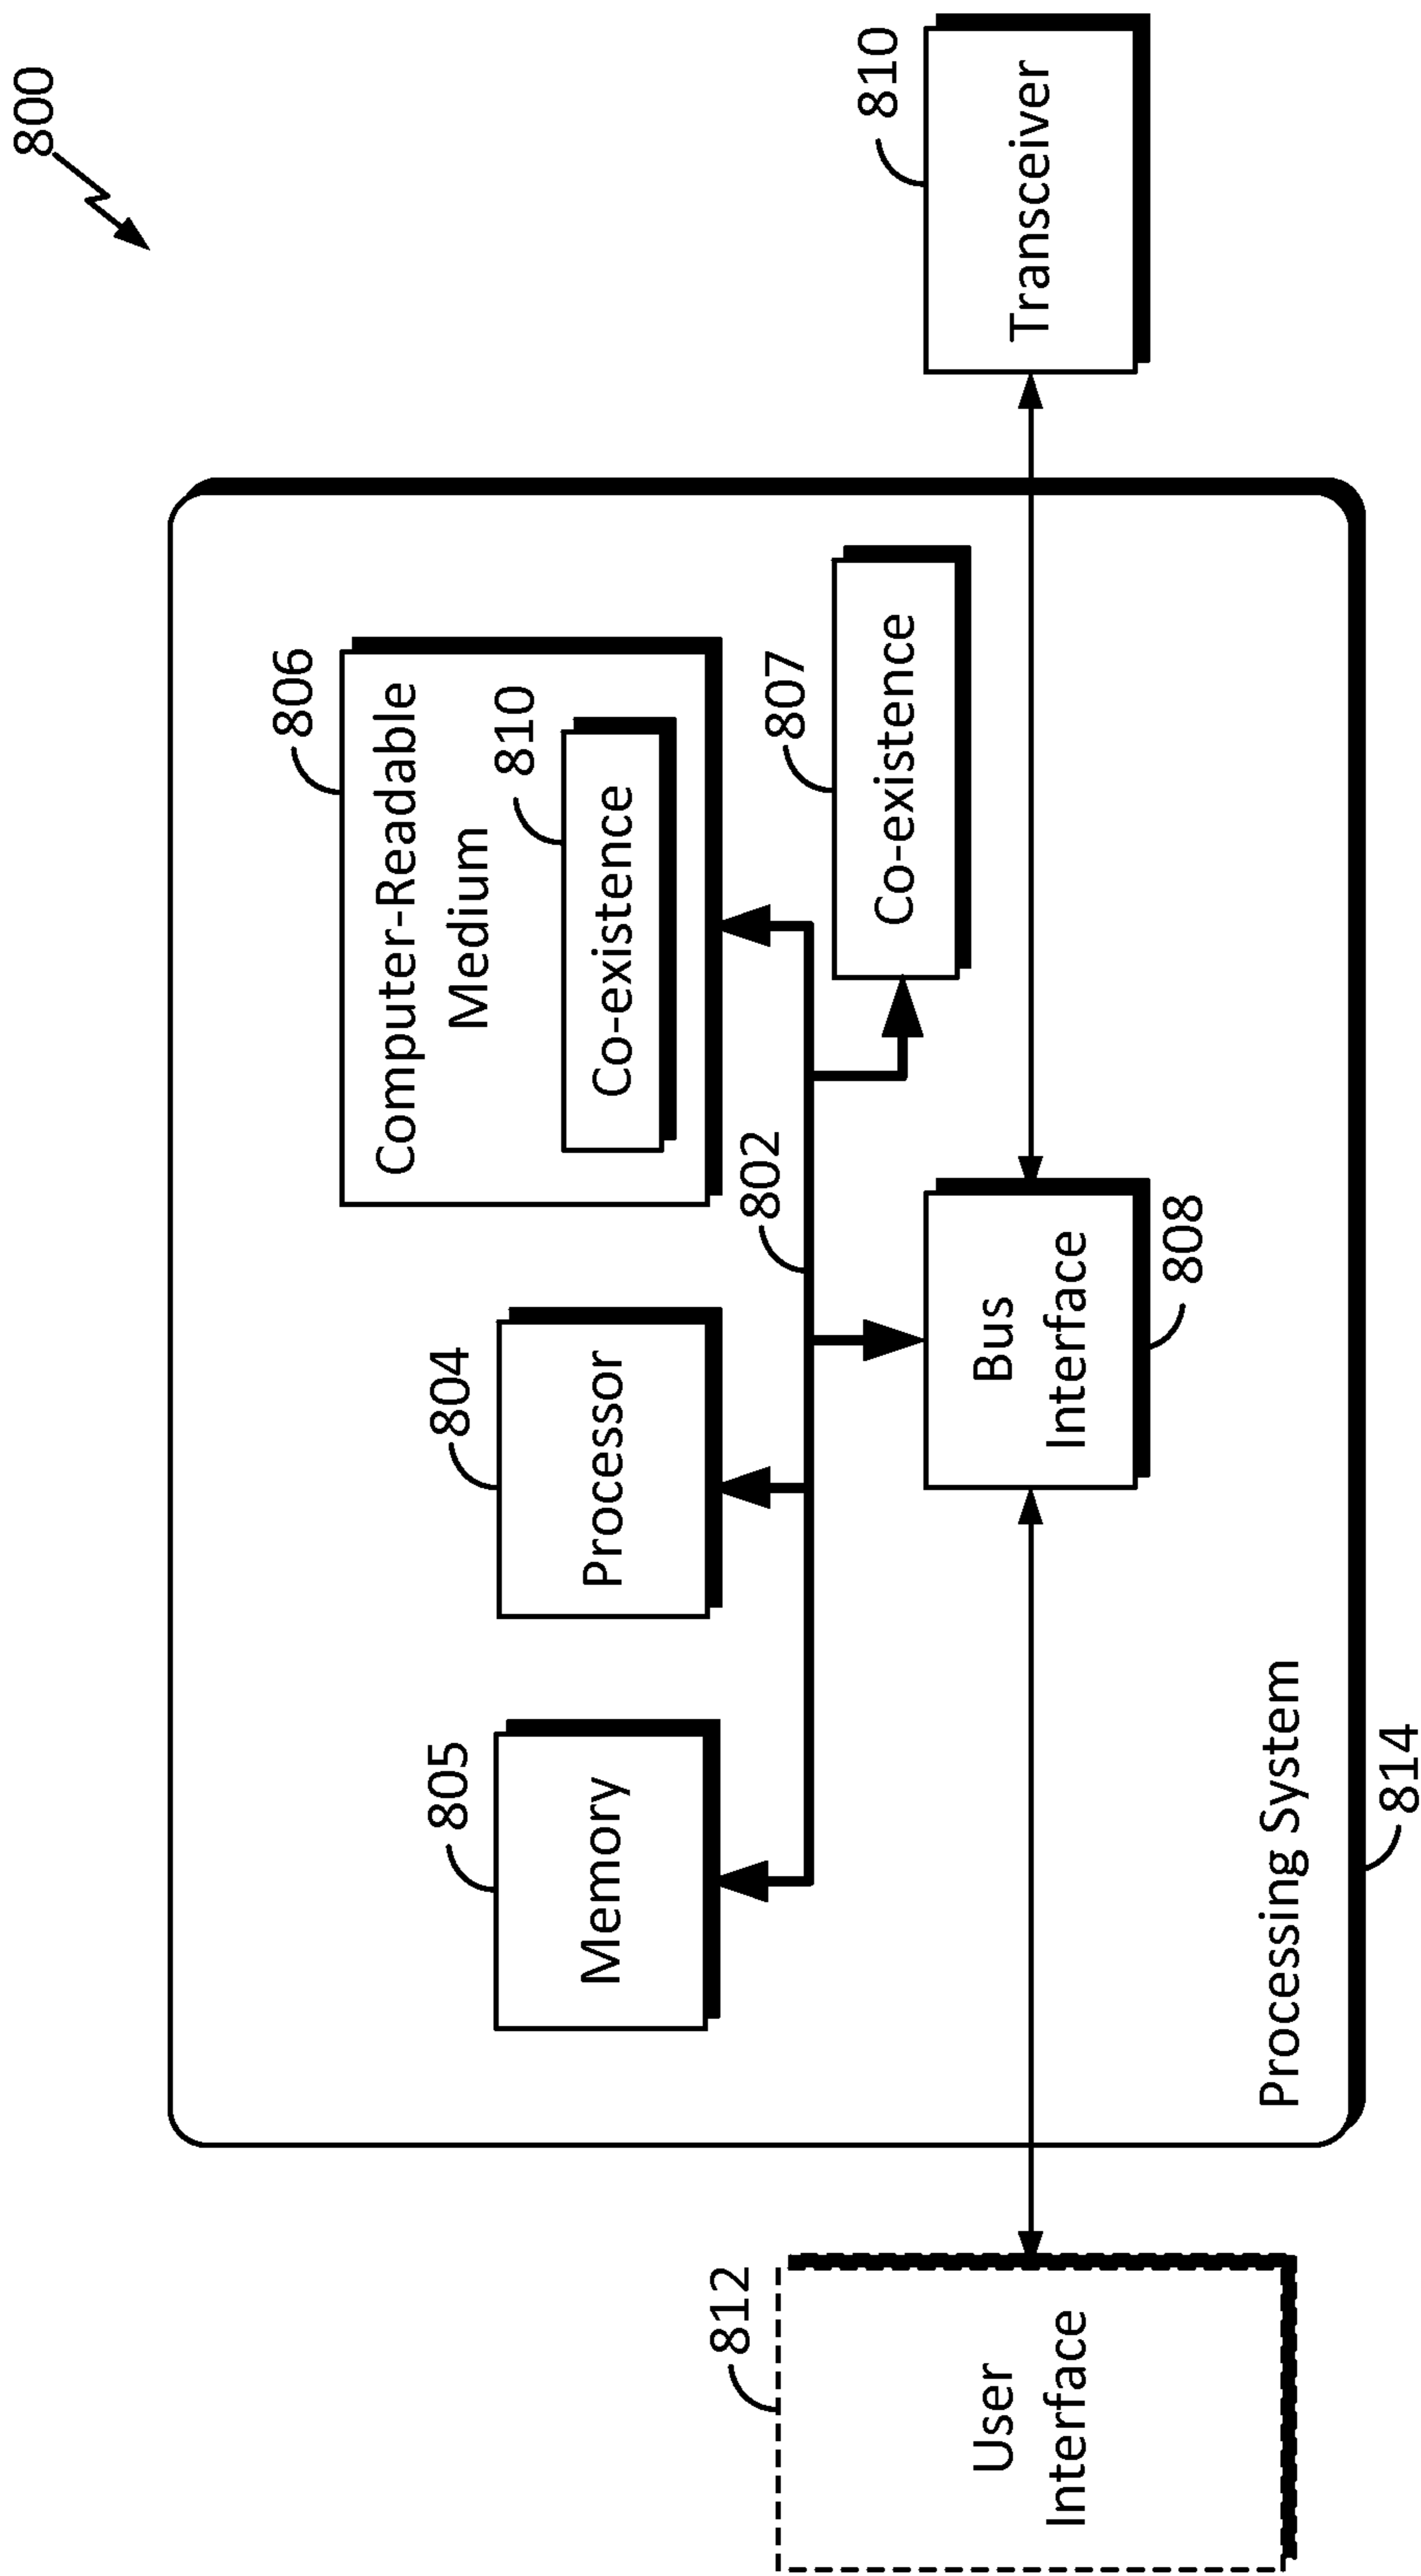 800
806
Computer-Readable
Medium
810
Co-existence
804
Processor
805
Memory
802
807
Co-existence
810
Transceiver
Bus
Interface
808
812
User
Interface
Processing System
814